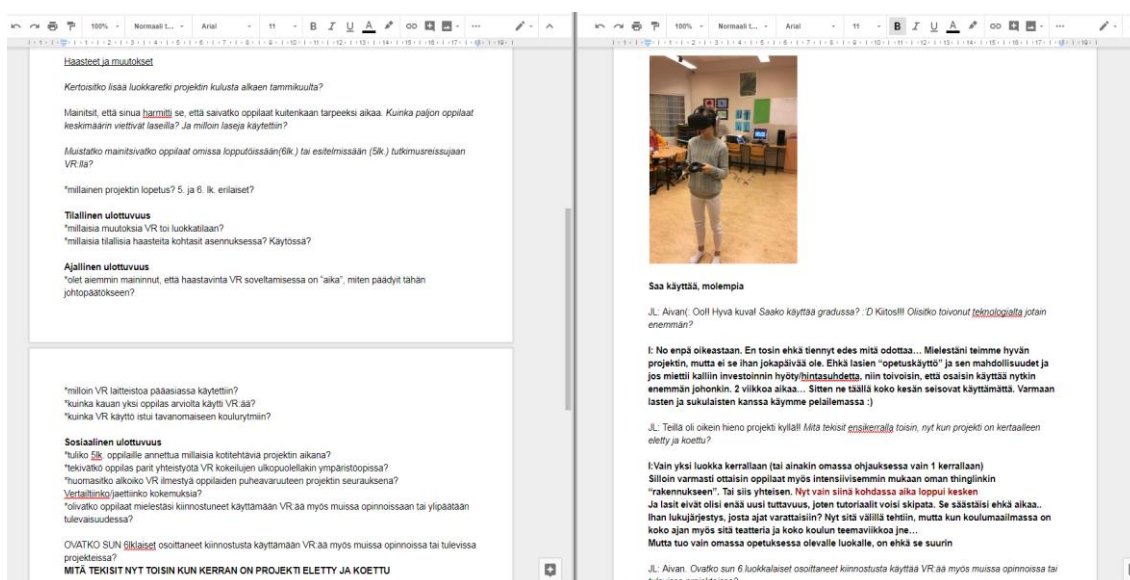 100%
Normaali t...
Arial
11
B I U A
Haasteet ja muutokset
Kertoisitko lisää luokkaretki projektin kulusta alkaen tammikuulta?
Mainitsit, että sinua harmitti se, että saivatko oppilaat kuitenkaan tarpeeksi aikaa. Kuinka paljon oppilaat
keskimäärin viettivät laseilla? Ja milloin laseja käytettiin?
Muistatko mainitsivatko oppilaat omissa lopputöissään(6lk.) tai esitelmissään (5lk.) tutkimusreissujaan
VR:llä?
*millainen projektin lopetus? 5. ja 6. lk. erilaiset?
Tilallinen ulottuvuus
*millaisia muutoksia VR toi luokkatilaan?
*millaisia tilallisia haasteita kohtasit asennuksessa? Käytössä?
Ajallinen ulottuvuus
*olet aiemmin maininnut, että haastavinta VR soveltamisessa on "aika", miten päädyit tähän
johtopäätökseen?
*milloin VR laitteistoa pääasiassa käytettiin?
*kuinka kauan yksi oppilas arviolta käytti VR:ää?
*kuinka VR käyttö istui tavanomaiseen koulurytmiin?
Sosiaalinen ulottuvuus
*tuliko 5lk. oppilaille annettua millaisia kotitehtäviä projektin aikana?
*tekivätkö oppilas parit yhteistyötä VR kokeilujen ulkopuolellakin ympäristöopissa?
*huomasitko alkoiko VR ilmestyä oppilaiden puheavaruuteen projektin seurauksena?
Vertailtiinko/jaettiinko kokemuksia?
*olivatko oppilaat mielestäsi kiinnostuneet käyttämään VR:ää myös muissa opinnoissaan tai ylipäätään
tulevaisuudessa?
OVATKO SUN 6lklaiset osoittaneet kiinnostusta käyttämään VR:ää myös muissa opinnoissa tai tulevissa
projekteissa?
MITÄ TEKISIT NYT TOISIN KUN KERRAN ON PROJEKTI ELETTY JA KOETTU
100%
Normaali t...
Arial
11
B I U A
Saa käyttää, molempia
JL: Aivan(: Oo!! Hyvä kuva! Saako käyttää gradussa? :'D Kiitos!!! Olisitko toivonut teknologialta jotain
enemmän?
I: No enpä oikeastaan. En tosin ehkä tiennyt edes mitä odottaa… Mielestäni teimme hyvän
projektin, mutta ei se ihan jokapäivää ole. Ehkä lasien "opetuskäyttö" ja sen mahdollisuudet ja
jos miettii kalliin investoinnin hyöty/hintasuhdetta, niin toivoisin, että osaisin käyttää nytkin
enemmän johonkin. 2 viikkoa aikaa… Sitten ne täällä koko kesän seisovat käyttämättä. Varmaan
lasten ja sukulaisten kanssa käymme pelailemassa :)
JL: Teillä oli oikein hieno projekti kyllä!! Mitä tekisit ensikerralla toisin, nyt kun projekti on kertaalleen
eletty ja koettu?
I:Vain yksi luokka kerrallaan (tai ainakin omassa ohjauksessa vain 1 kerrallaan)
Silloin varmasti ottaisin oppilaat myös intensiivisemmin mukaan oman thinglinkin
"rakennukseen". Tai siis yhteisen. Nyt vain siinä kohdassa aika loppui kesken
Ja lasit eivät olisi enää uusi tuttavuus, joten tutoriaalit voisi skipata. Se säästäisi ehkä aikaa..
Ihan lukujärjestys, josta ajat varattaisiin? Nyt sitä välillä tehtiin, mutta kun koulumaailmassa on
koko ajan myös sitä teatteria ja koko koulun teemaviikkoa jne…
Mutta tuo vain omassa opetuksessa olevalle luokalle, on ehkä se suurin
JL: Aivan. Ovatko sun 6.luokkalaiset osoittaneet kiinnostusta käyttää VR:ää myös muissa opinnoissa tai